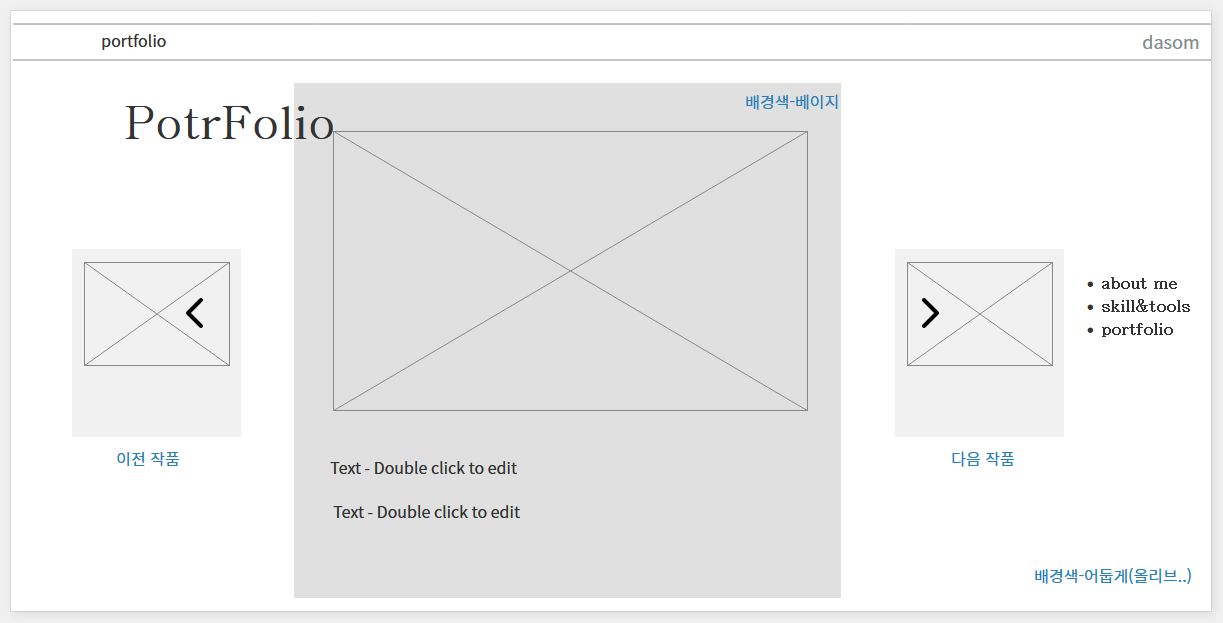 portfolio
dasom
PotrFolio
배경색-베이지
about me
skill&tools
portfolio
이전 작품
다음 작품
Text - Double click to edit
Text - Double click to edit
배경색-어둡게(올리브..)